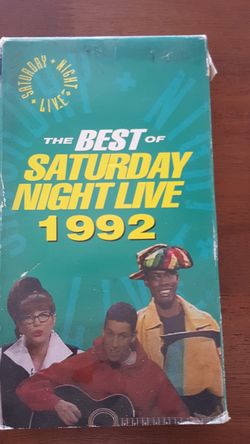 SATURDAY • NIGHT • LIVE •
THE BEST OF
SATURDAY
NIGHT LIVE
1992